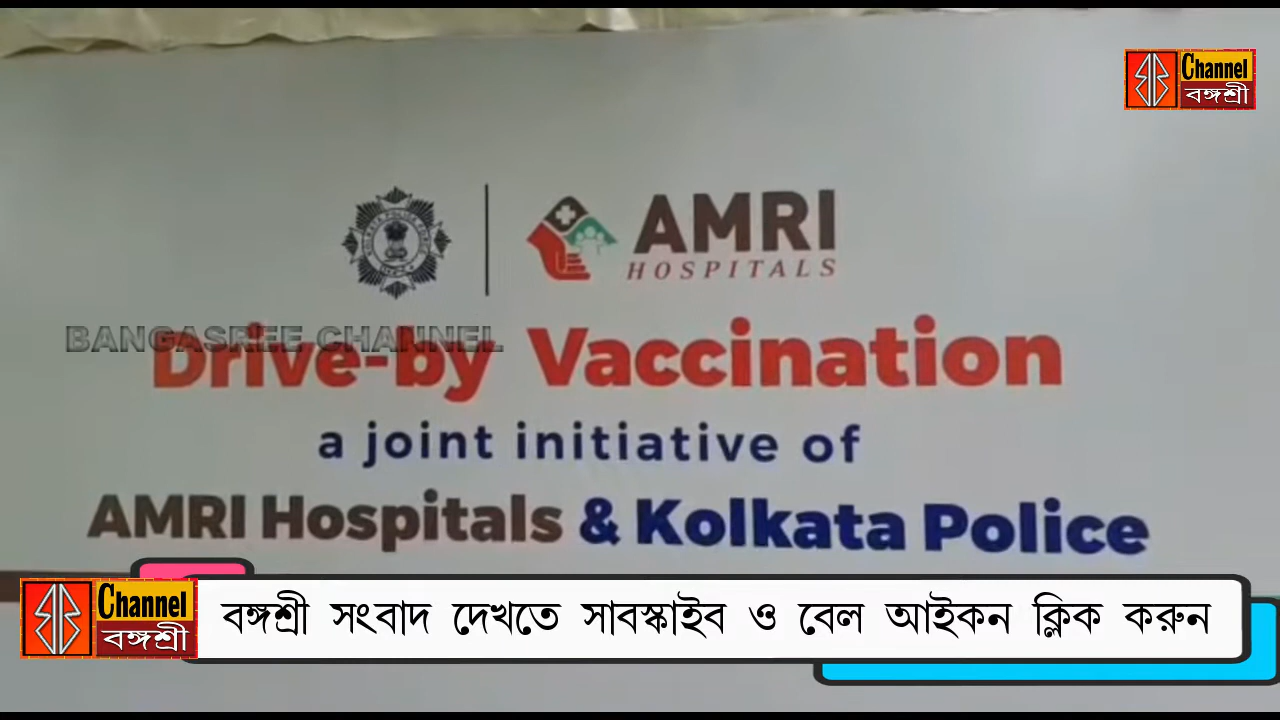 Channel
বঙ্গশ্রী
AMRI
HOSPITALS
BANGASREE CHANNEL
Drive-by Vaccination
a joint initiative of
AMRI Hospitals & Kolkata Police
Channel
বঙ্গশ্রী
বঙ্গশ্রী সংবাদ দেখতে সাবস্কাইব ও বেল আইকন ক্লিক করুন